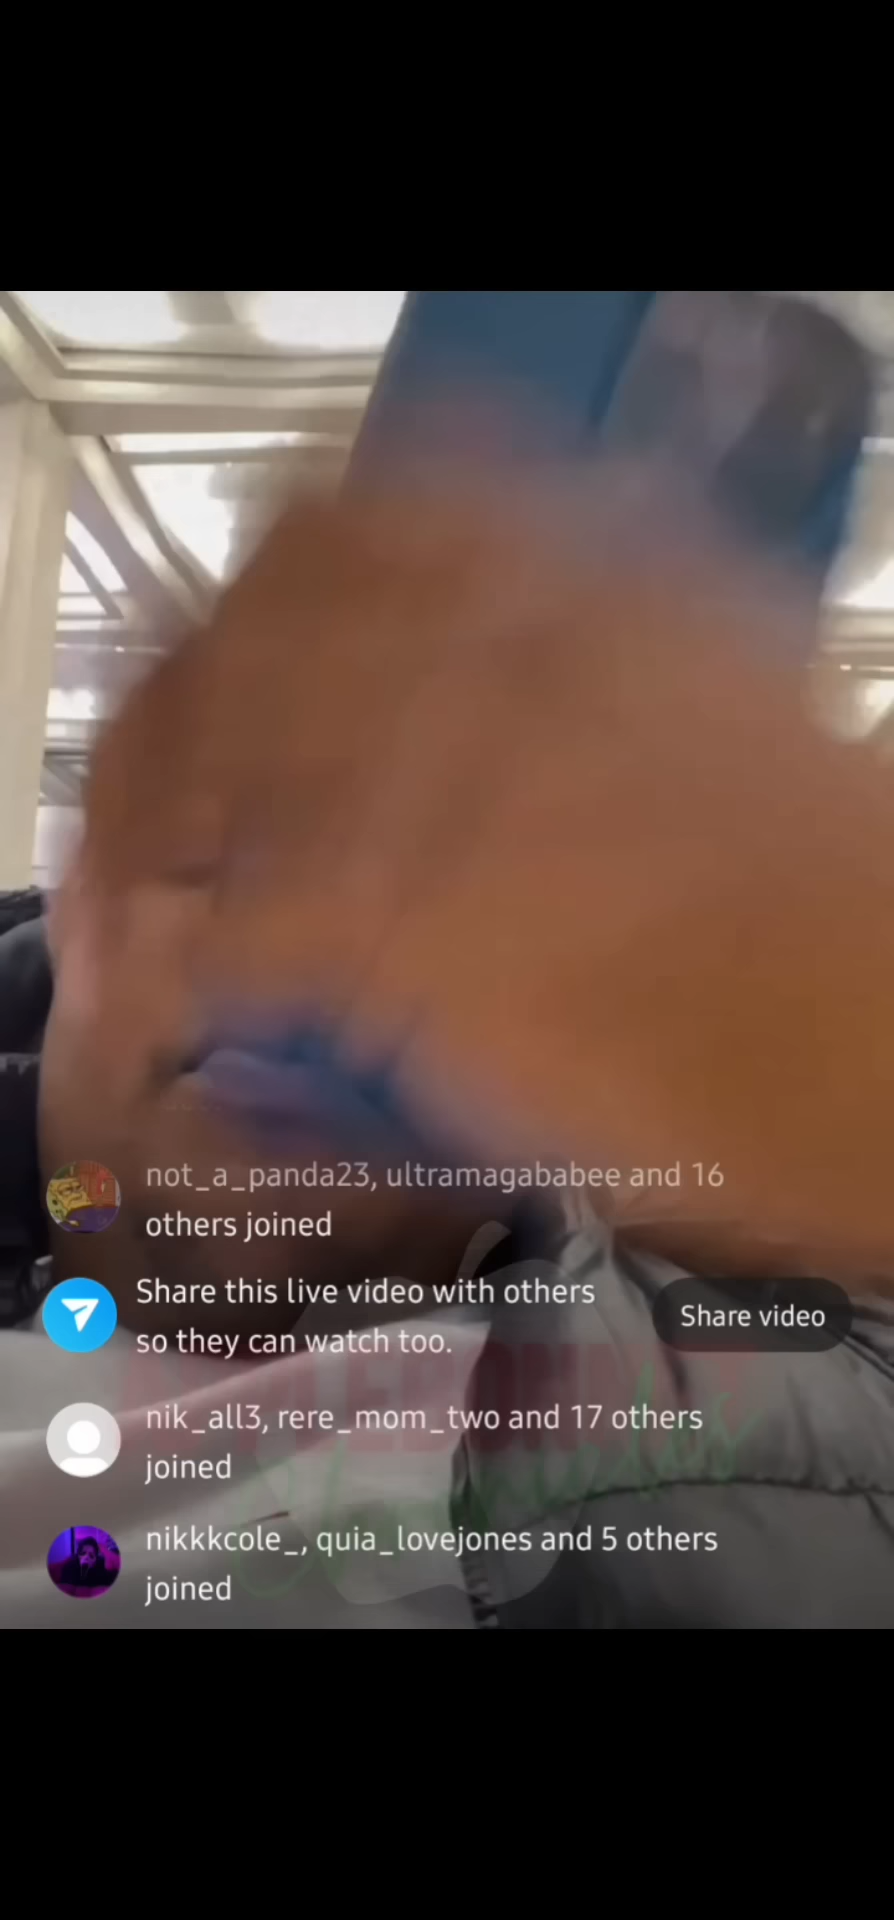 not_a_panda23, ultramagababee and 16
others joined
Share this live video with others
so they can watch too.
Share video
nik_all3, rere_mom_two and 17 others
joined
nikkkcole_, quia_lovejones and 5 others
joined